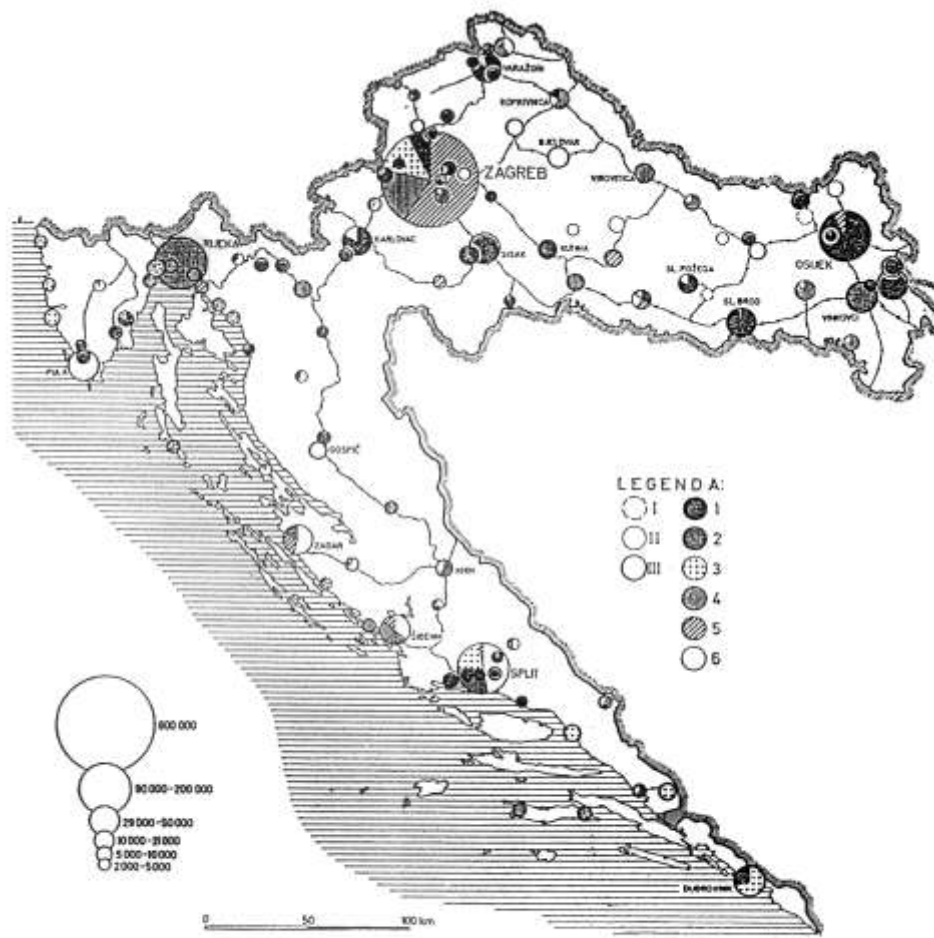 VARAŽDIN
KOPRIVNICA
BJELOVAR
ZAGREB
VIROVITICA
RIJEKA
KARLOVAC
SISAK
KUTINA
SL. POŽEGA
OSIJEK
SL. BROD
VINKOVCI
PULA
GOSPIĆ
ZADAR
KNIN
ŠIBENIK
SPLIT
DUBROVNIK
LEGENDA:
I 1
II 2
III 3
4
5
6
600 000
90 000-200 000
29 000-50 000
10 000-21 000
5 000-10 000
2 000-5 000
0 50 100 km